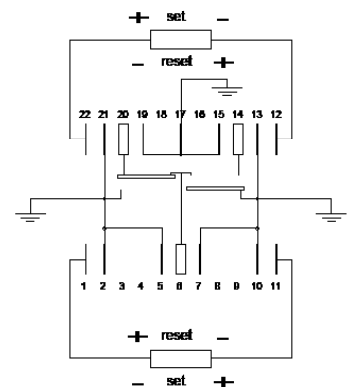 + set -
- reset +
22 21 20 19 18 17 16 15 14 13 12
1 2 3 4 5 6 7 8 9 10 11
+ reset -
- set +